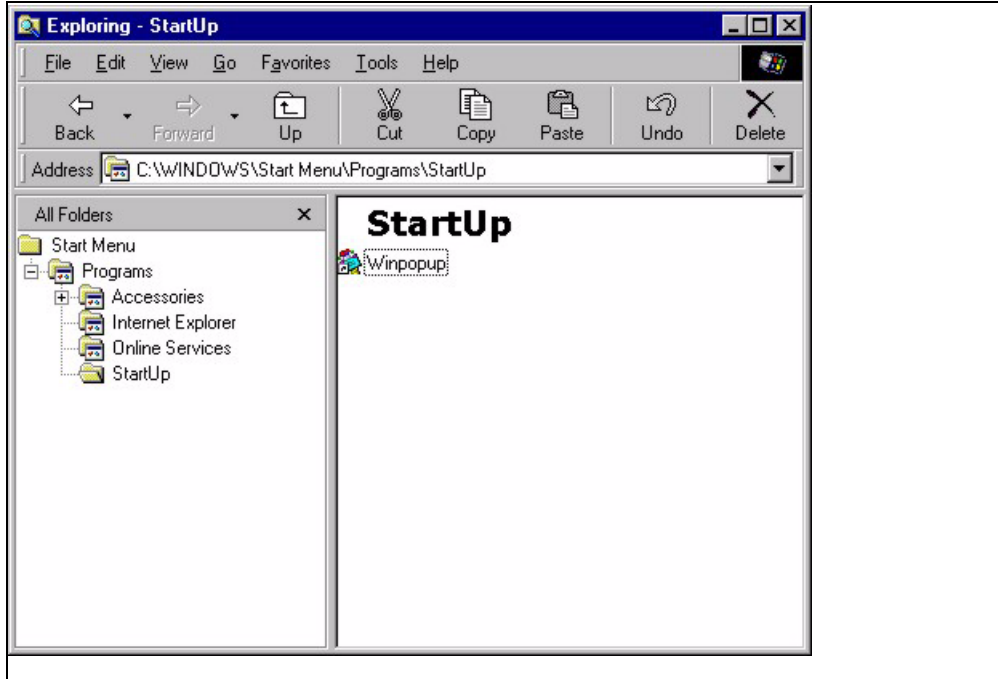 Exploring - StartUp
File Edit View Go Favorites Tools Help
Back Forward Up Cut Copy Paste Undo Delete
Address C:\WINDOWS\Start Menu\Programs\StartUp
All Folders
Start Menu
Programs
Accessories
Internet Explorer
Online Services
StartUp
StartUp
Winpopup